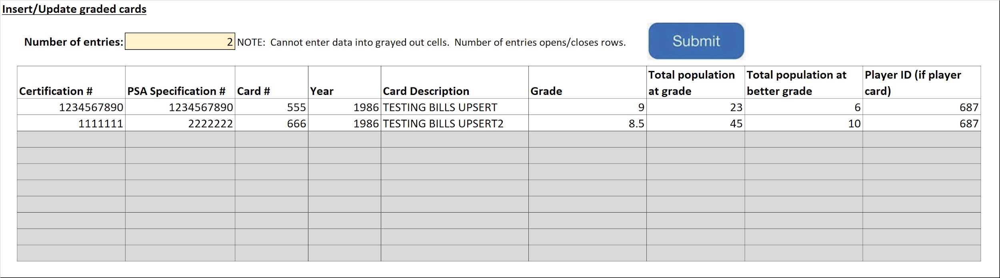 Insert/Update graded cards
Number of entries: 2 NOTE:  Cannot enter data into grayed out cells.  Number of entries opens/closes rows.
Submit
Certification # PSA Specification # Card # Year Card Description Grade Total population at grade Total population at better grade Player ID (if player card)
1234567890 1234567890 555 1986 TESTING BILLS UPSERT 9 23 6 687
1111111 2222222 666 1986 TESTING BILLS UPSERT2 8.5 45 10 687